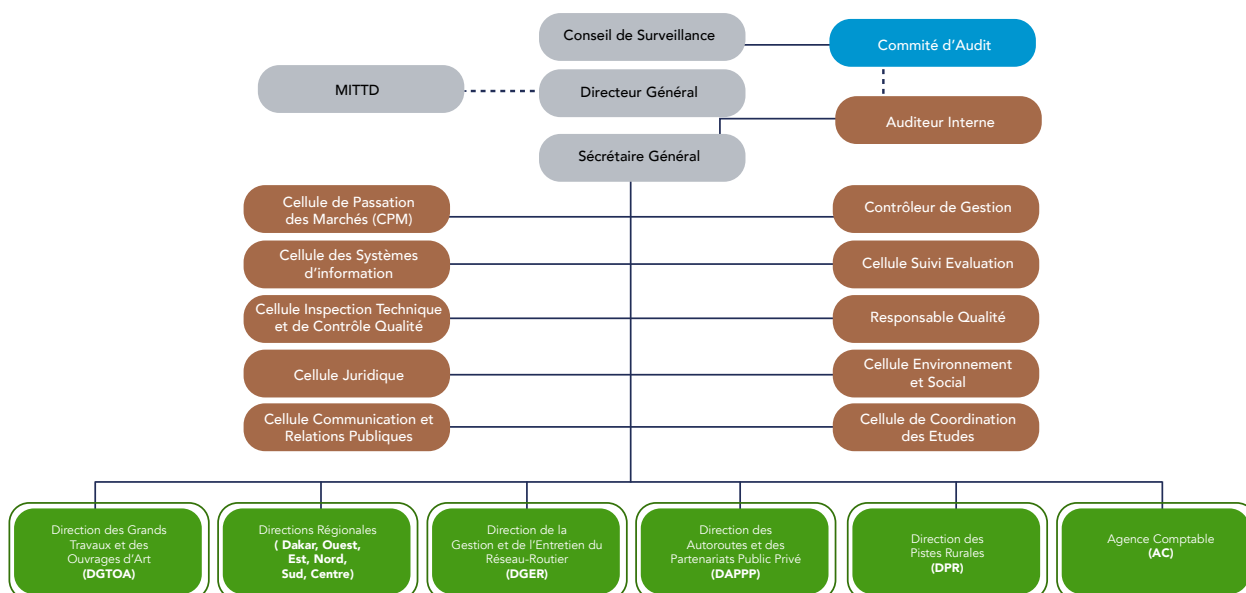 Conseil de Surveillance
Commité d'Audit
MITTD
Directeur Général
Auditeur Interne
Sécrétaire Général
Cellule de Passation
des Marchés (CPM)
Contrôleur de Gestion
Cellule des Systèmes
d'information
Cellule Suivi Evaluation
Cellule Inspection Technique
et de Contrôle Qualité
Responsable Qualité
Cellule Juridique
Cellule Environnement
et Social
Cellule Communication et
Relations Publiques
Cellule de Coordination
des Etudes
Direction des Grands
Travaux et des
Ouvrages d'Art
(DGTOA)
Directions Régionales
( Dakar, Ouest,
Est, Nord,
Sud, Centre)
Direction de la
Gestion et de l'Entretien du
Réseau-Routier
(DGER)
Direction des
Autoroutes et des
Partenariats Public Privé
(DAPPP)
Direction des
Pistes Rurales
(DPR)
Agence Comptable
(AC)